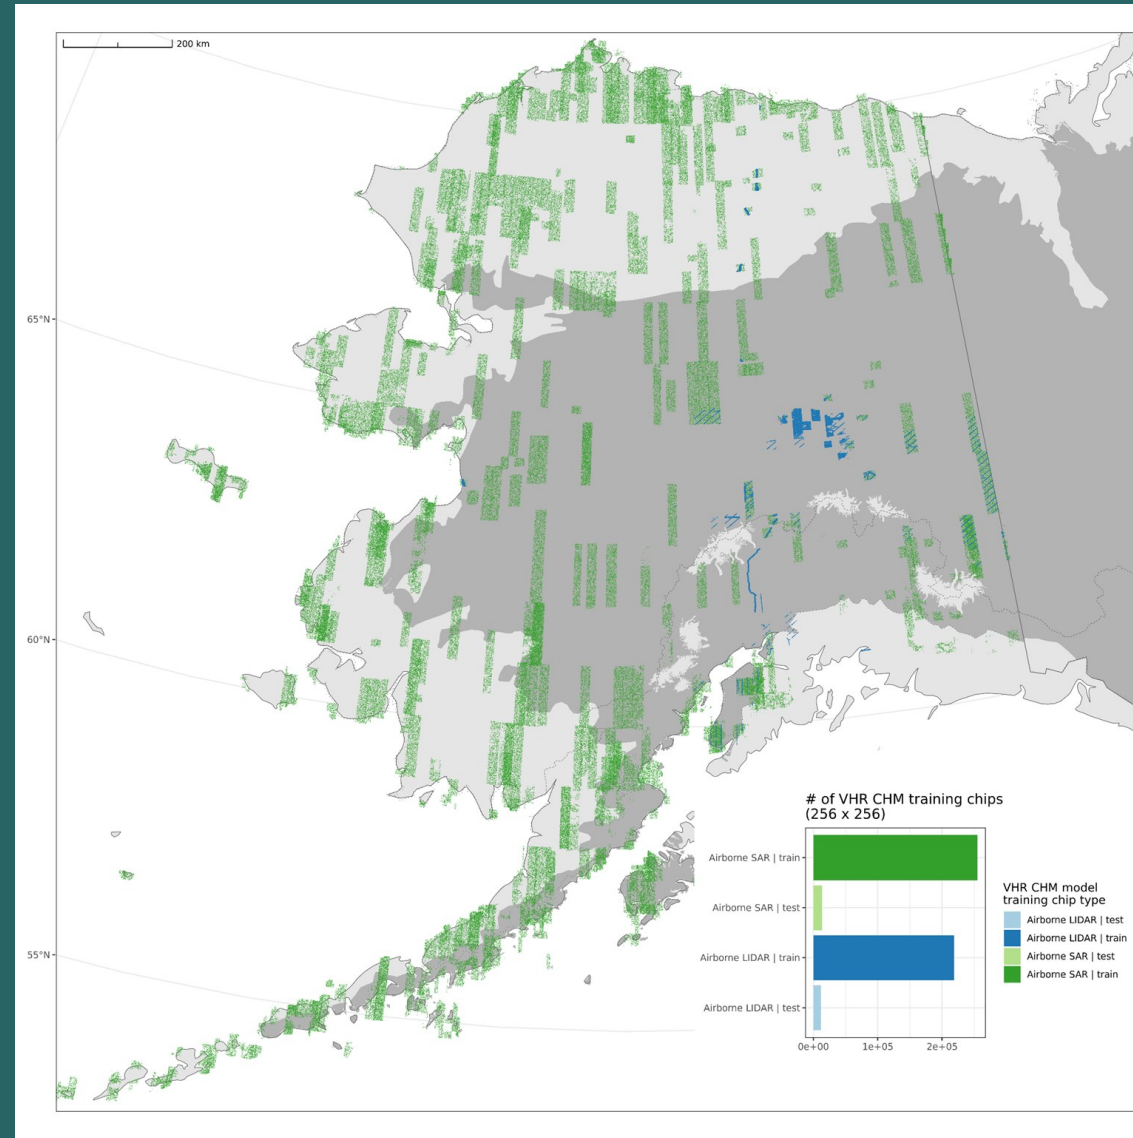 200 km
65°N
60°N
55°N
# of VHR CHM training chips
(256 x 256)
Airborne SAR | train
Airborne SAR | test
Airborne LIDAR | train
Airborne LIDAR | test
0e+00 1e+05 2e+05
VHR CHM model
training chip type
Airborne LIDAR | test
Airborne LIDAR | train
Airborne SAR | test
Airborne SAR | train